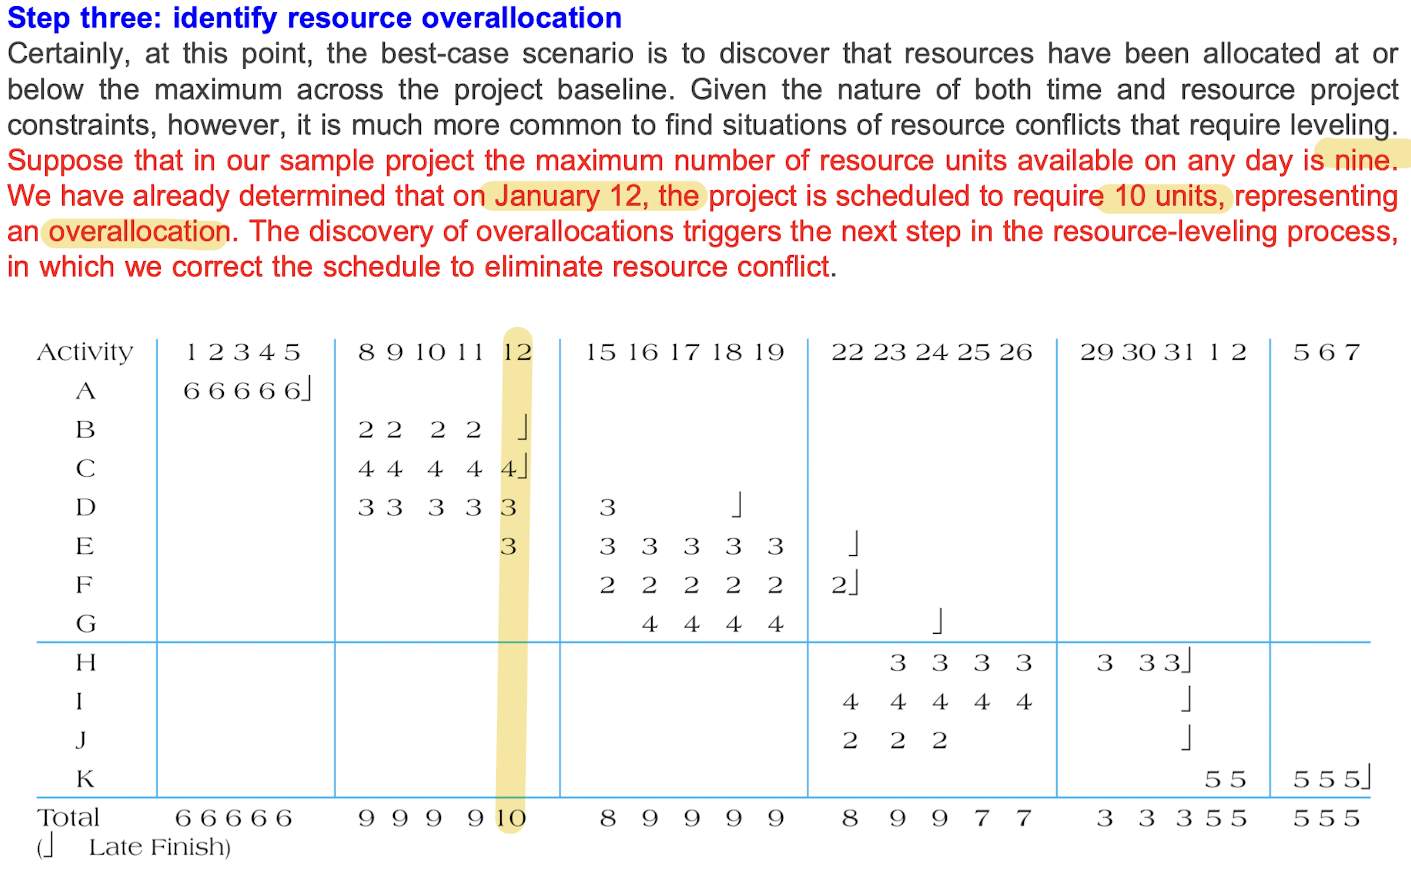 Step three: identify resource overallocation
Certainly, at this point, the best-case scenario is to discover that resources have been allocated at or
below the maximum across the project baseline. Given the nature of both time and resource project
constraints, however, it is much more common to find situations of resource conflicts that require leveling.
Suppose that in our sample project the maximum number of resource units available on any day is nine.
We have already determined that on January 12, the project is scheduled to require 10 units, representing
an overallocation. The discovery of overallocations triggers the next step in the resource-leveling process,
in which we correct the schedule to eliminate resource conflict.
Activity 1 2 3 4 5 8 9 10 11 12 15 16 17 18 19 22 23 24 25 26 29 30 31 1 2 5 6 7
A 6 6 6 6 6⌋
B 2 2 2 2 ⌋
C 4 4 4 4 4⌋
D 3 3 3 3 3 3 ⌋
E 3 3 3 3 3 3 ⌋
F 2 2 2 2 2 2⌋
G 4 4 4 4 ⌋
H 3 3 3 3 3 3 3⌋
I 4 4 4 4 4 ⌋
J 2 2 2 ⌋
K 5 5 5 5 5⌋
Total 6 6 6 6 6 9 9 9 9 10 8 9 9 9 9 8 9 9 7 7 3 3 3 5 5 5 5 5
(⌋ Late Finish)